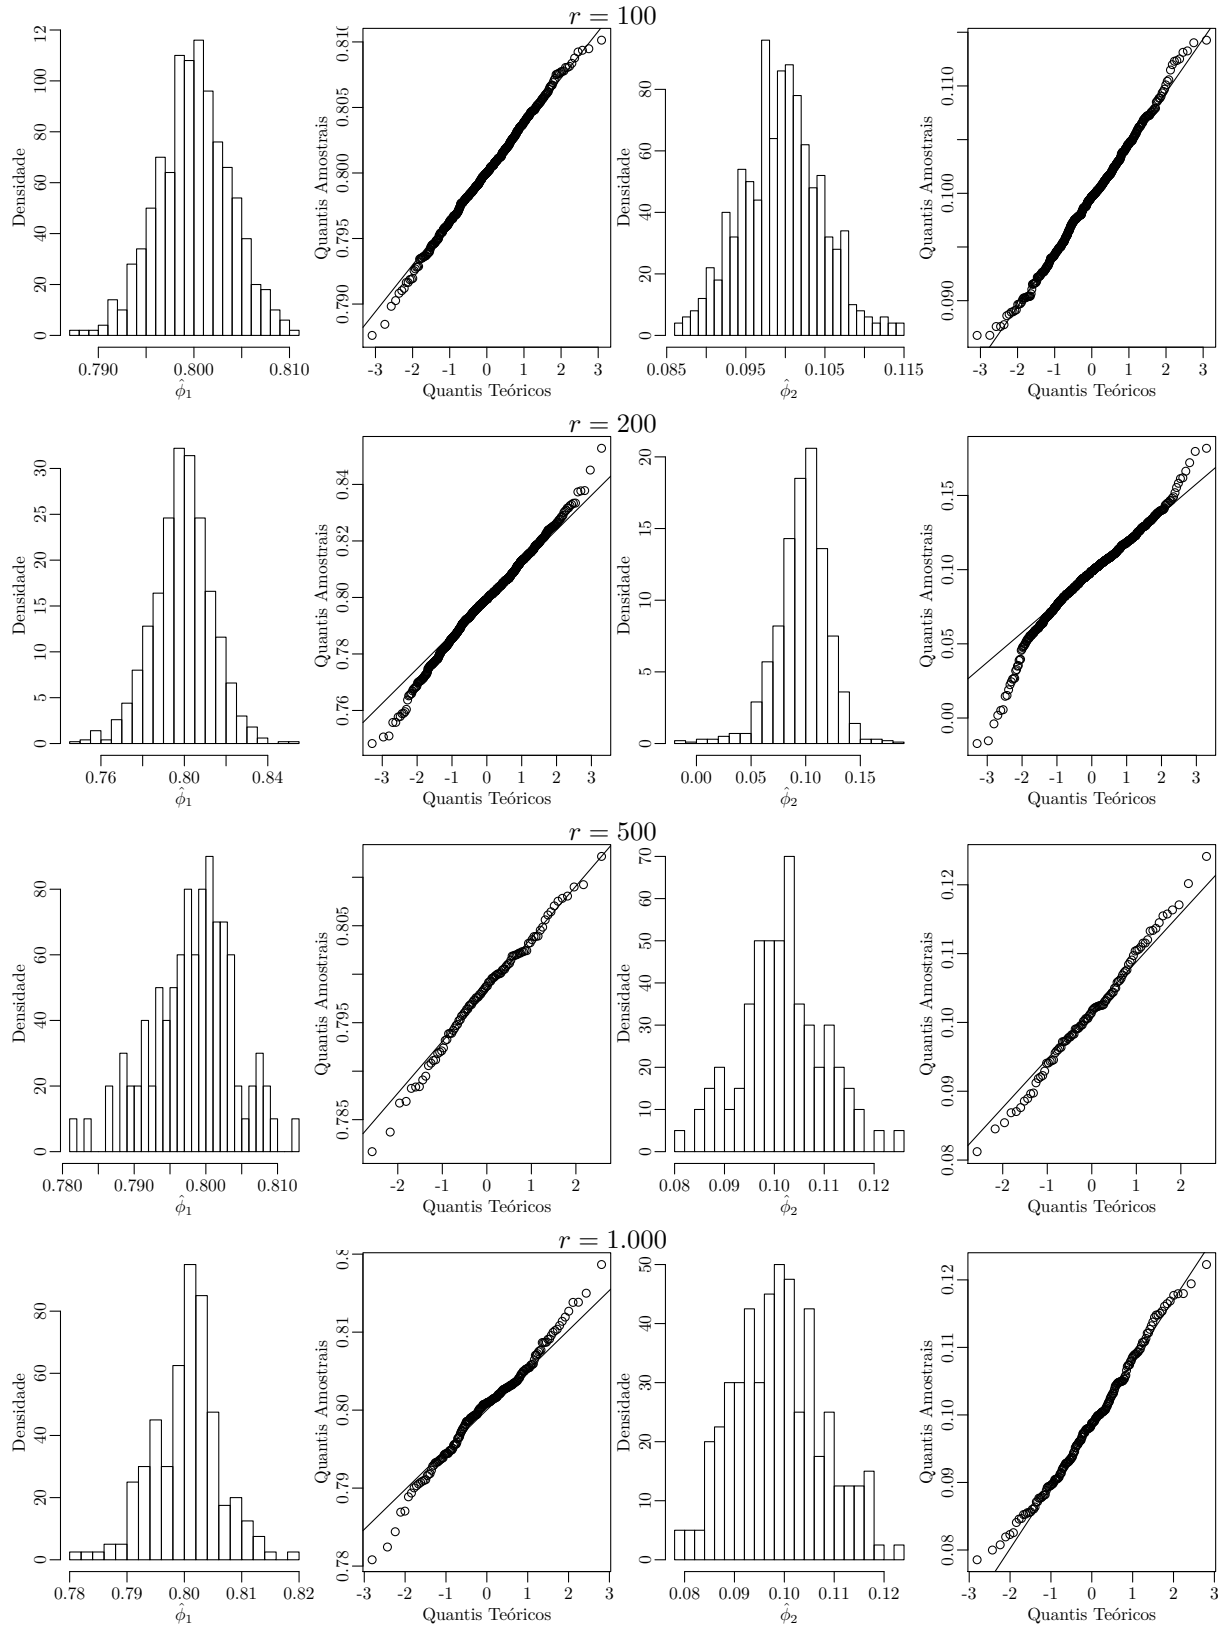 r = 100
12
100
80
60
40
20
0
Densidade
0.790 0.800 0.810
ϕ̂₁
0.810
0.805
0.800
0.795
0.790
Quantis Amostrais
-3 -2 -1 0 1 2 3
Quantis Teóricos
80
60
40
20
0
Densidade
0.085 0.095 0.105 0.115
ϕ̂₂
0.110
0.100
0.090
Quantis Amostrais
-3 -2 -1 0 1 2 3
Quantis Teóricos
r = 200
30
25
20
15
10
5
0
Densidade
0.76 0.80 0.84
ϕ̂₁
0.84
0.82
0.80
0.78
0.76
Quantis Amostrais
-3 -2 -1 0 1 2 3
Quantis Teóricos
20
15
10
5
0
Densidade
0.00 0.05 0.10 0.15
ϕ̂₂
0.15
0.10
0.05
0.00
Quantis Amostrais
-3 -2 -1 0 1 2 3
Quantis Teóricos
r = 500
80
60
40
20
0
Densidade
0.780 0.790 0.800 0.810
ϕ̂₁
0.805
0.795
0.785
Quantis Amostrais
-2 -1 0 1 2
Quantis Teóricos
70
60
50
40
30
20
10
0
Densidade
0.08 0.09 0.10 0.11 0.12
ϕ̂₂
0.12
0.11
0.10
0.09
0.08
Quantis Amostrais
-2 -1 0 1 2
Quantis Teóricos
r = 1.000
80
60
40
20
0
Densidade
0.78 0.79 0.80 0.81 0.82
ϕ̂₁
0.8
0.81
0.80
0.79
0.78
Quantis Amostrais
-3 -2 -1 0 1 2 3
Quantis Teóricos
50
40
30
20
10
0
Densidade
0.08 0.09 0.10 0.11 0.12
ϕ̂₂
0.12
0.11
0.10
0.09
0.08
Quantis Amostrais
-3 -2 -1 0 1 2 3
Quantis Teóricos